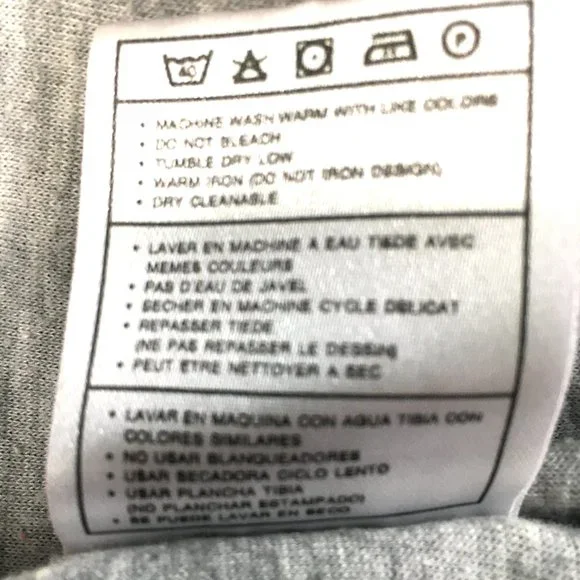 40 P
• MACHINE WASH WARM WITH LIKE COLORS
• DO NOT BLEACH
• TUMBLE DRY LOW
• WARM IRON (DO NOT IRON DESIGN)
• DRY CLEANABLE
• LAVER EN MACHINE A EAU TIEDE AVEC
MEMES COULEURS
• PAS D'EAU DE JAVEL
• SECHER EN MACHINE CYCLE DELICAT
• REPASSER TIEDE
(NE PAS REPASSER LE DESSIN)
• PEUT ETRE NETTOYER A SEC
• LAVAR EN MAQUINA CON AGUA TIBIA CON
COLORES SIMILARES
• NO USAR BLANQUEADORES
• USAR SECADORA CICLO LENTO
• USAR PLANCHA TIBIA
(NO PLANCHAR ESTAMPADO)
• SE PUEDE LAVAR EN SECO